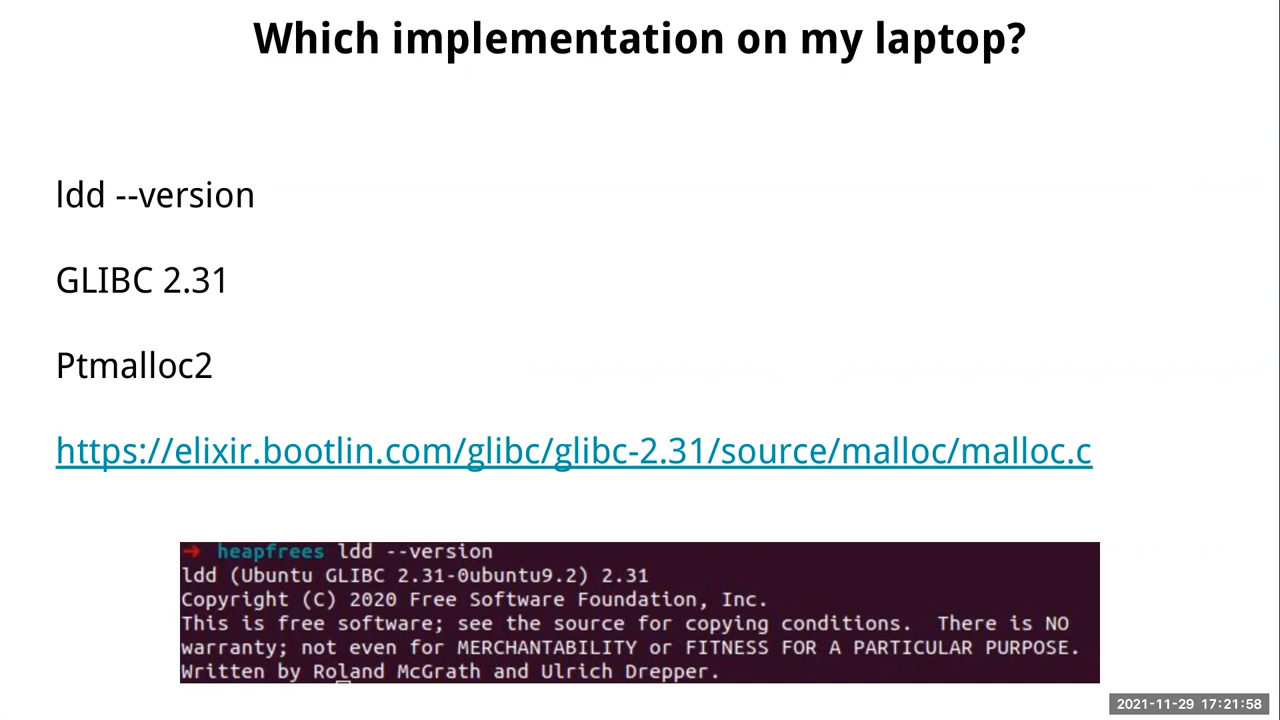 Which implementation on my laptop?
ldd --version
GLIBC 2.31
Ptmalloc2
https://elixir.bootlin.com/glibc/glibc-2.31/source/malloc/malloc.c
➜ heapfrees ldd --version
ldd (Ubuntu GLIBC 2.31-0ubuntu9.2) 2.31
Copyright (C) 2020 Free Software Foundation, Inc.
This is free software; see the source for copying conditions.  There is NO
warranty; not even for MERCHANTABILITY or FITNESS FOR A PARTICULAR PURPOSE.
Written by Roland McGrath and Ulrich Drepper.
2021-11-29 17:21:58